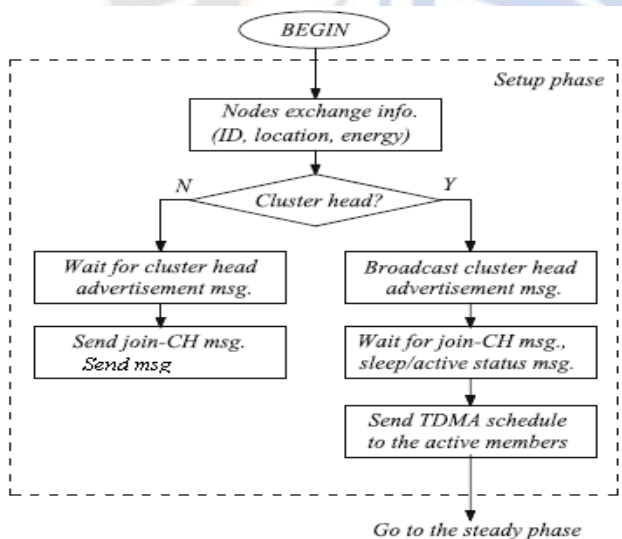 BEGIN
Setup phase
Nodes exchange info.
(ID, location, energy)
N
Y
Cluster head?
Wait for cluster head
advertisement msg.
Broadcast cluster head
advertisement msg.
Send join-CH msg.
Send msg
Wait for join-CH msg.,
sleep/active status msg.
Send TDMA schedule
to the active members
Go to the steady phase